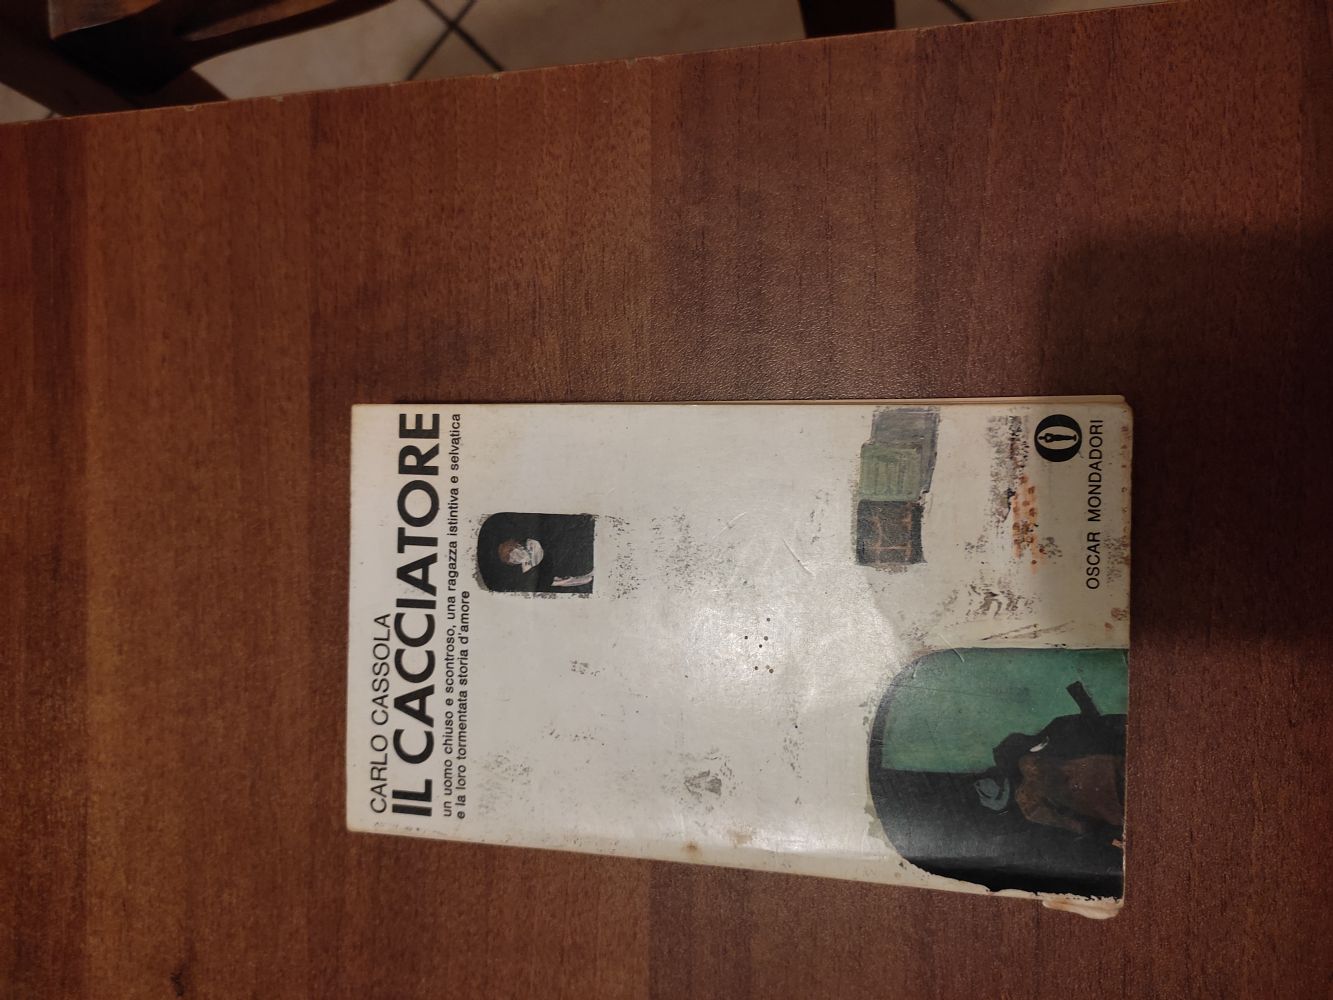 CARLO CASSOLA
IL CACCIATORE
un uomo chiuso e scontroso, una ragazza istintiva e selvatica
e la loro tormentata storia d'amore
OSCAR MONDADORI